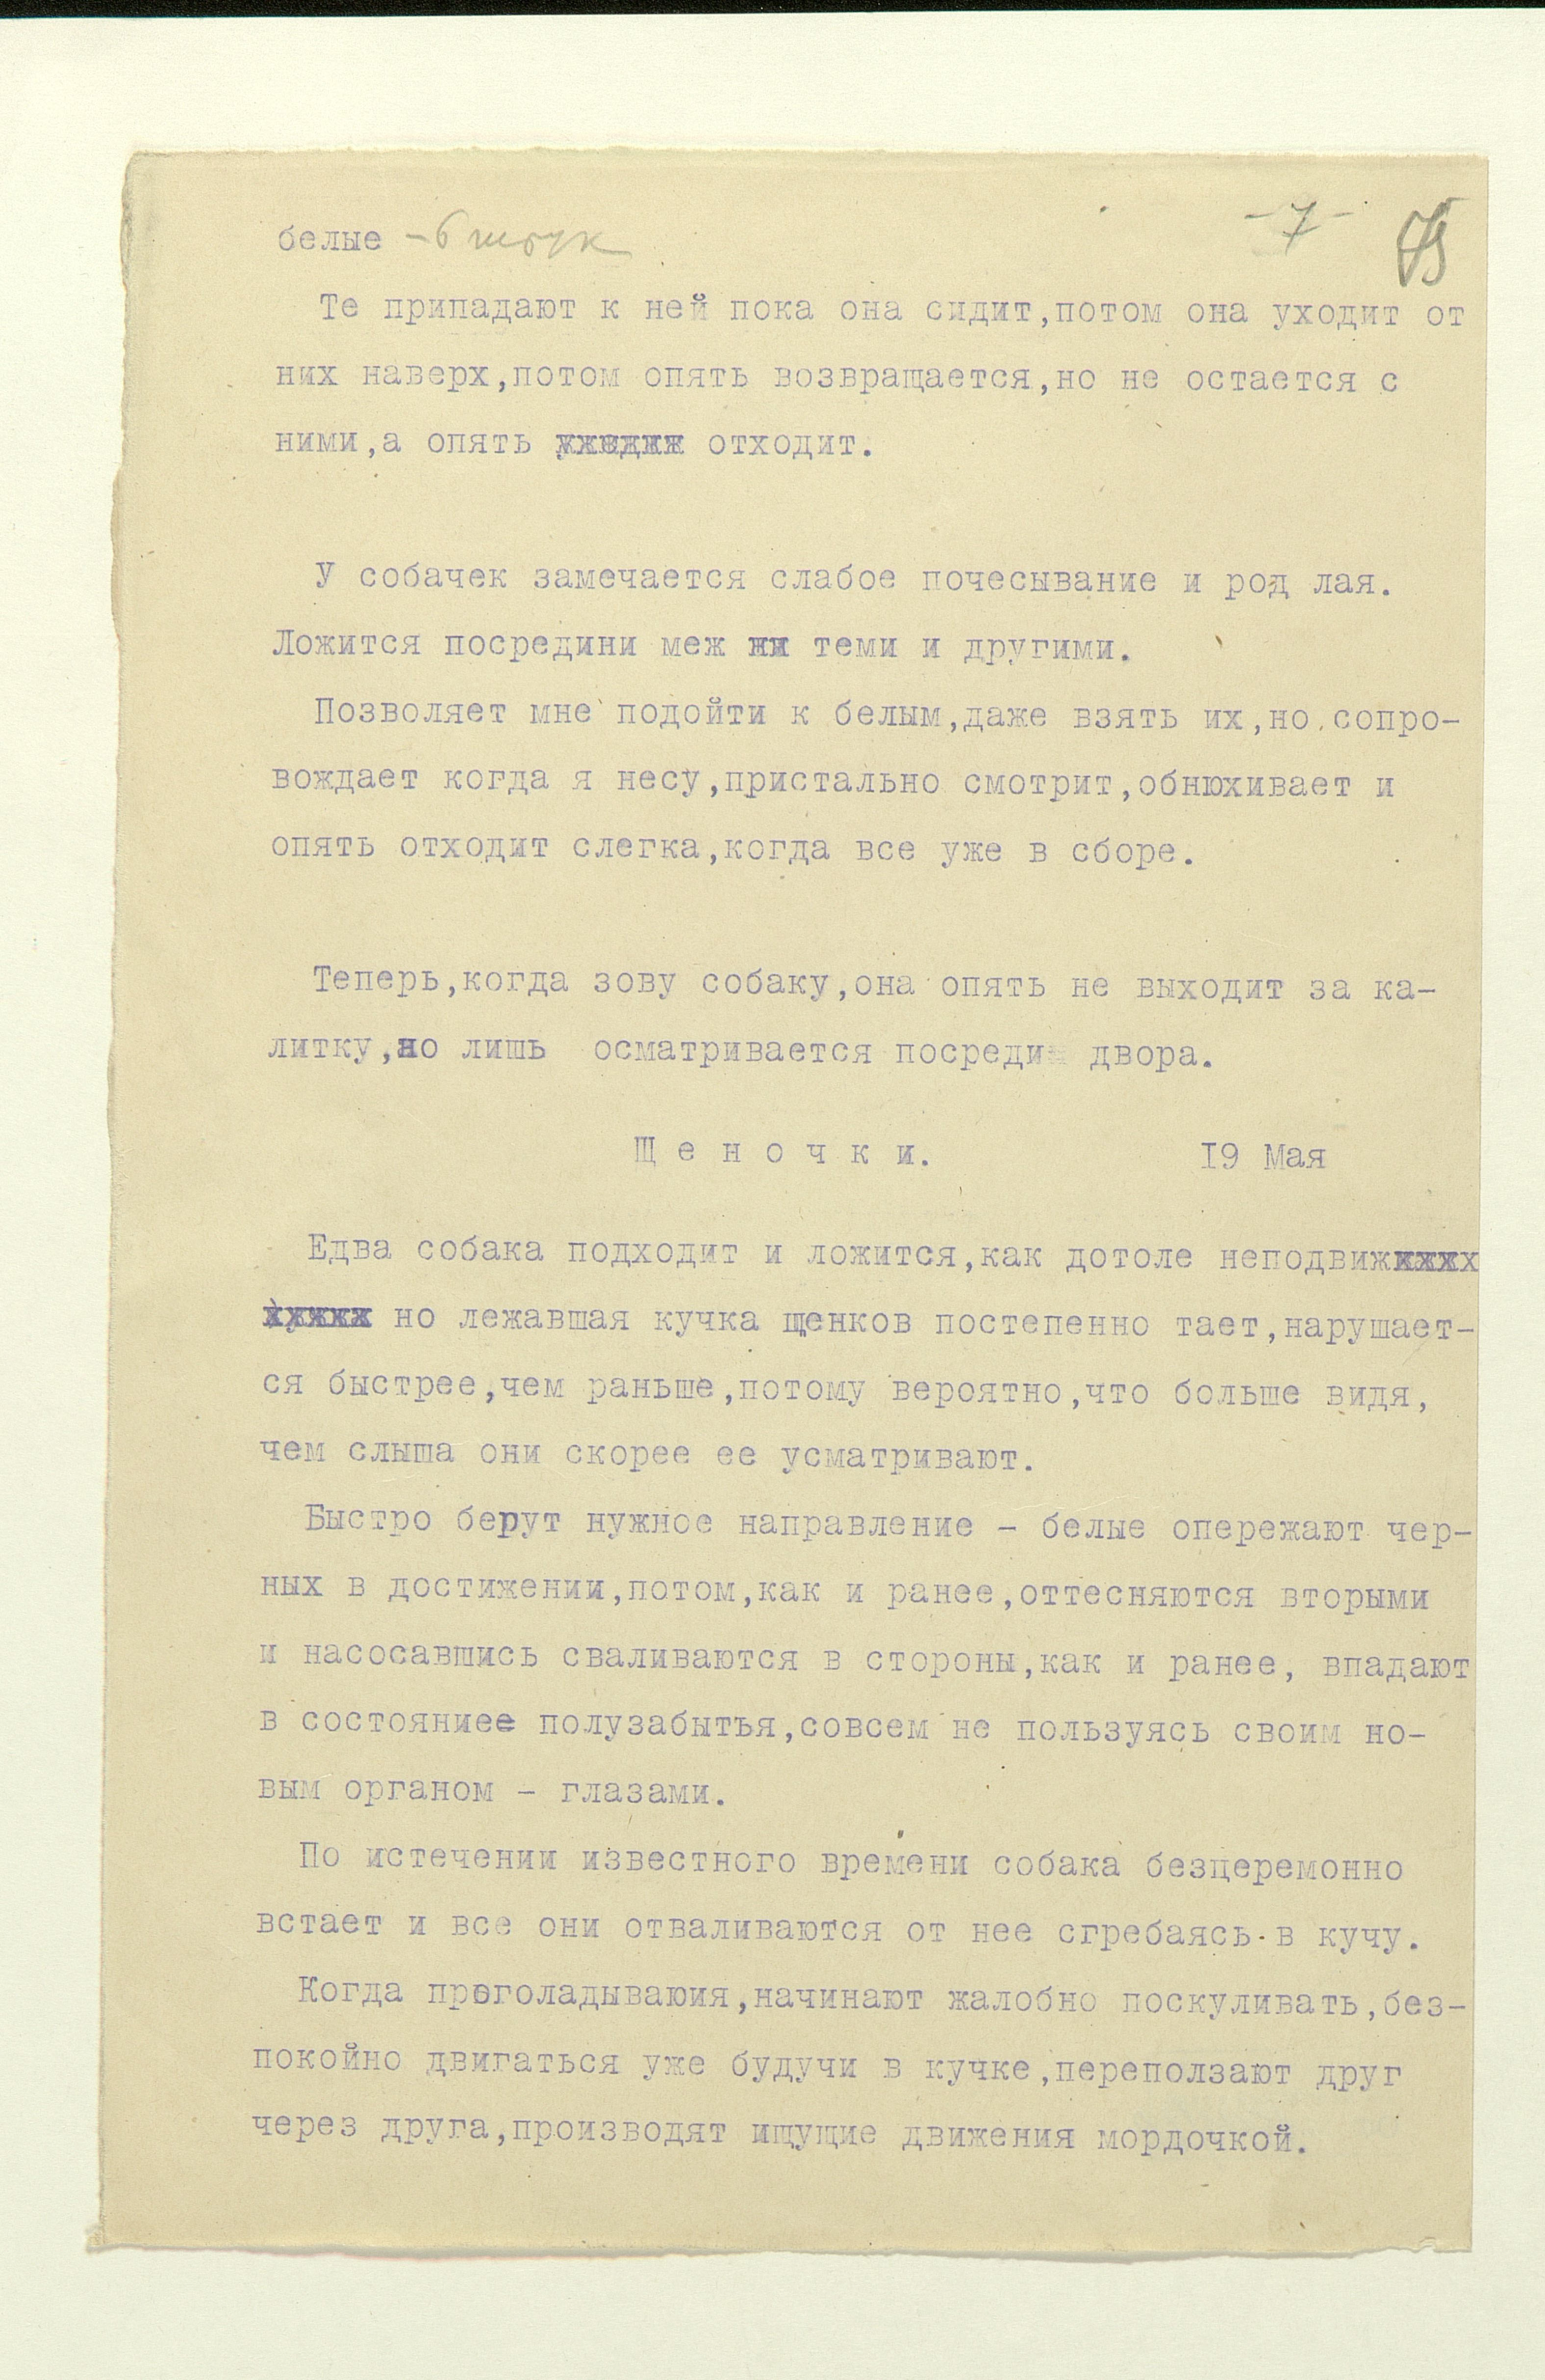 белые – 6 штук
- 7 -
75
Те припадают к ней пока она сидит,потом она уходит от
них наверх,потом опять возвращается,но не остается с
ними,а опять отходит.
У собачек замечается слабое почесывание и род лая.
Ложится посредини меж теми и другими.
Позволяет мне подойти к белым,даже взять их,но сопро-
вождает когда я несу,пристально смотрит,обнюхивает и
опять отходит слегка,когда все уже в сборе.
Теперь,когда зову собаку,она опять не выходит за ка-
литку,но лишь осматривается посреди двора.
Щ е н о ч к и. I9 Мая
Едва собака подходит и ложится,как дотоле неподвиж
но лежавшая кучка щенков постепенно тает,нарушает-
ся быстрее,чем раньше,потому вероятно,что больше видя,
чем слыша они скорее ее усматривают.
Быстро берут нужное направление – белые опережают чер-
ных в достижении,потом,как и ранее,оттесняются вторыми
и насосавшись сваливаются в стороны,как и ранее, впадают
в состояниее полузабытья,совсем не пользуясь своим но-
вым органом – глазами.
По истечении известного времени собака безцеремонно
встает и все они отваливаются от нее сгребаясь в кучу.
Когда проголадываюия,начинают жалобно поскуливать,без-
покойно двигаться уже будучи в кучке,переползают друг
через друга,производят ищущие движения мордочкой.